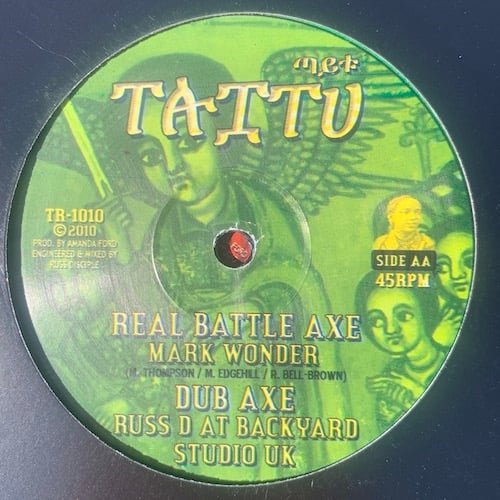 ጣይቱ
TAITU
TR-1010
© 2010
PROD. BY AMANDA FORD
ENGINEERED & MIXED BY
RUSS DISCIPLE
SIDE AA
45RPM
REAL BATTLE AXE
MARK WONDER
(M. THOMPSON / M. EDGEHILL / R. BELL-BROWN)
DUB AXE
RUSS D AT BACKYARD
STUDIO UK